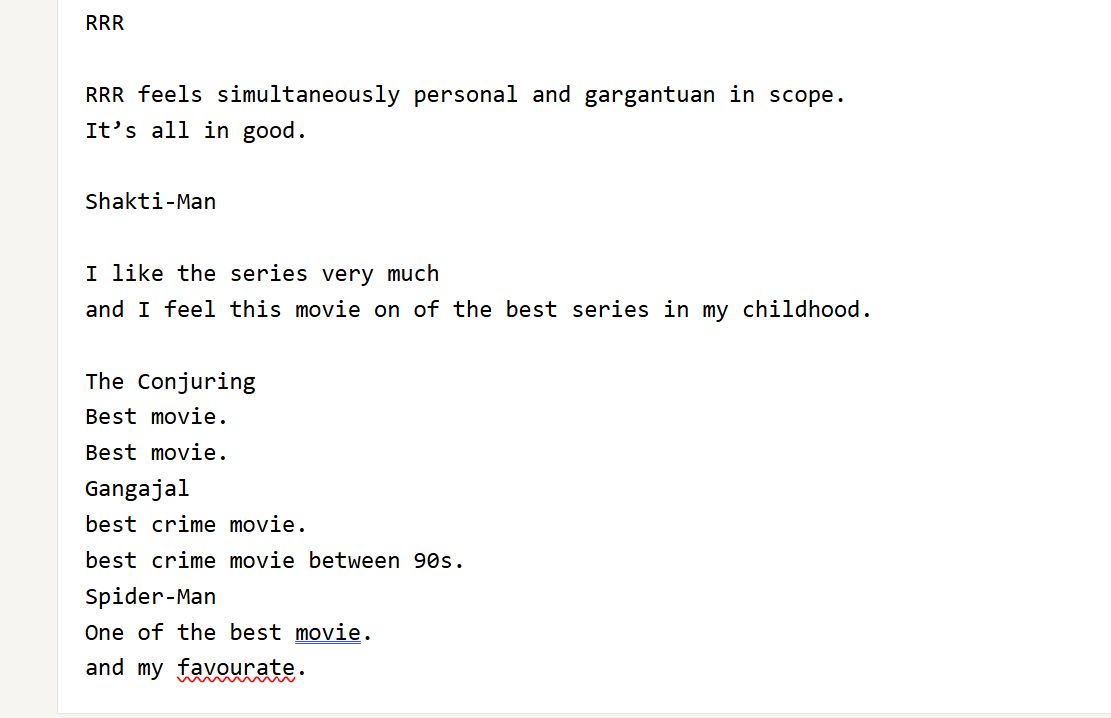 RRR
RRR feels simultaneously personal and gargantuan in scope.
It’s all in good.
Shakti-Man
I like the series very much
and I feel this movie on of the best series in my childhood.
The Conjuring
Best movie.
Best movie.
Gangajal
best crime movie.
best crime movie between 90s.
Spider-Man
One of the best movie.
and my favourate.